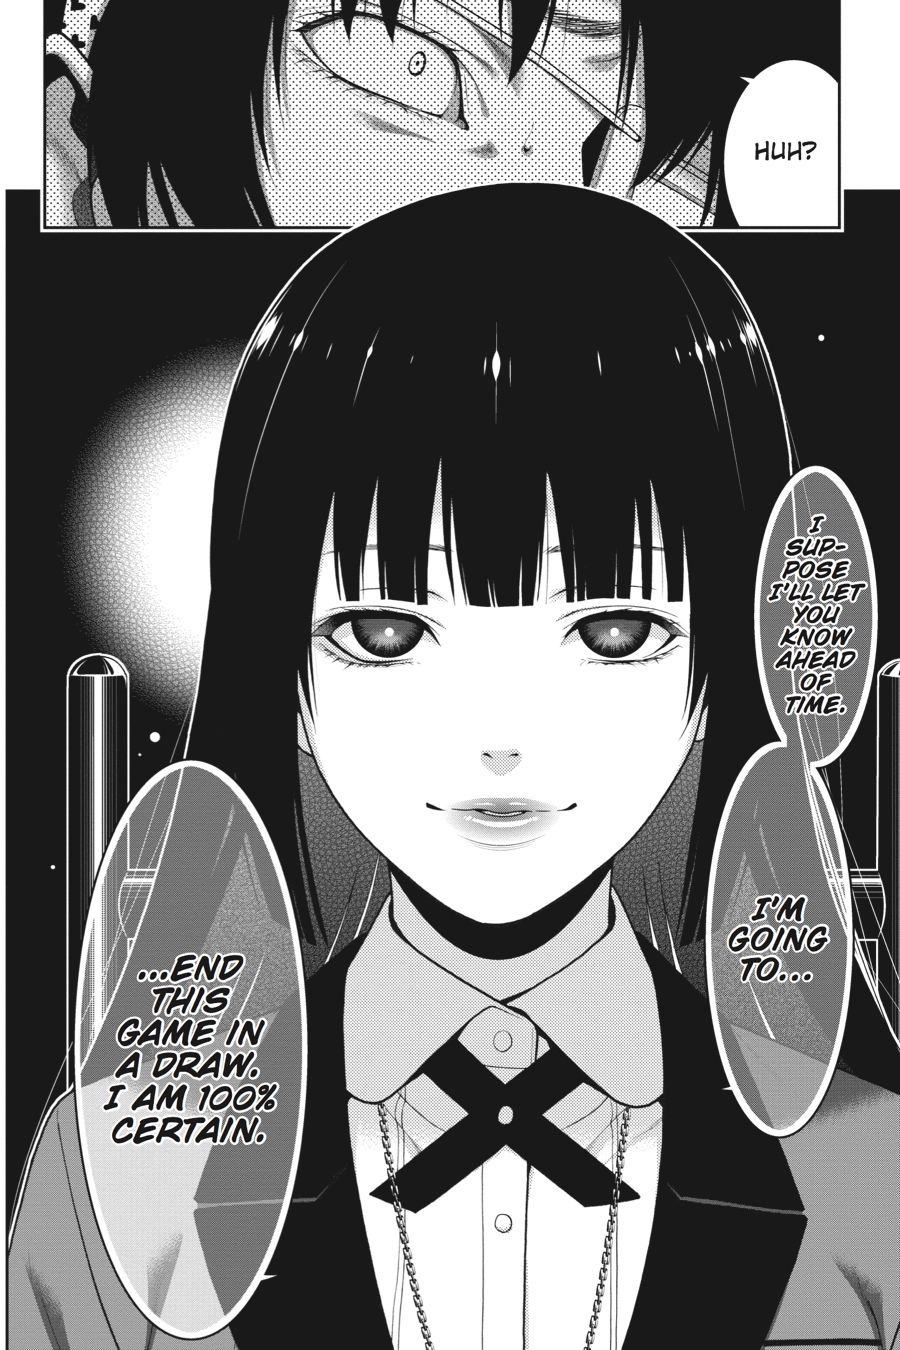 HUH?
I
SUP-
POSE
I'LL LET
YOU
KNOW
AHEAD
OF
TIME.
I'M
GOING
TO...
...END
THIS
GAME IN
A DRAW.
I AM 100%
CERTAIN.